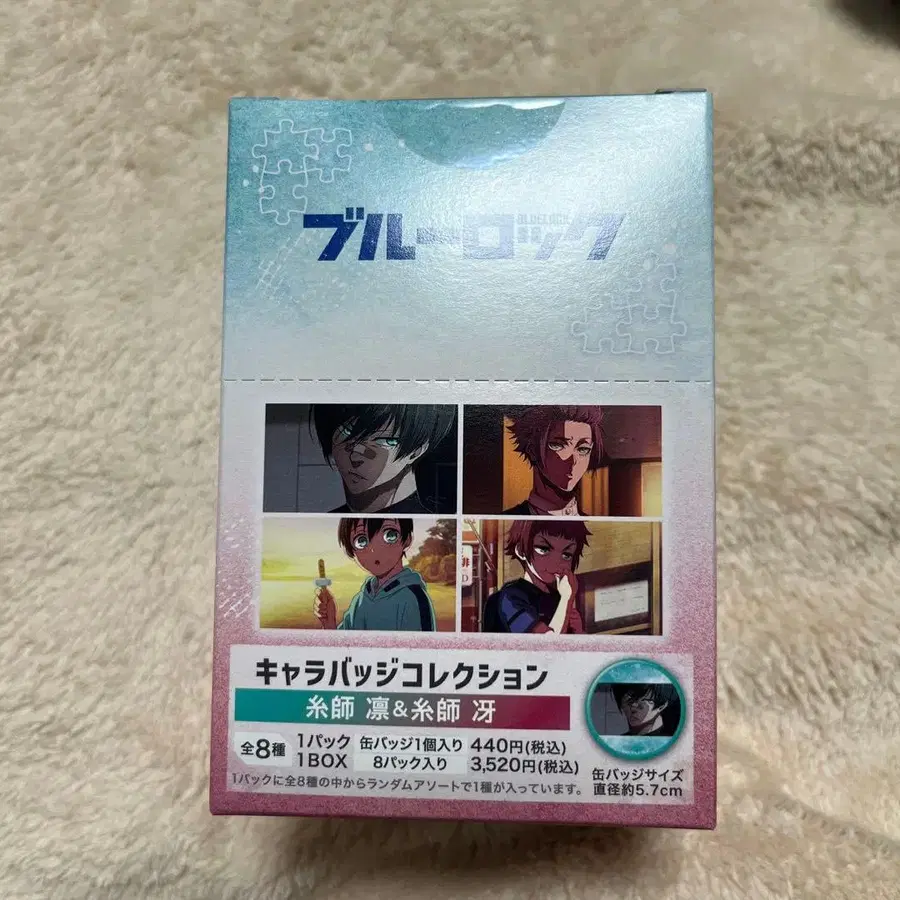 ブルーロック
BLUELOCK
キャラバッジコレクション
糸師 凛&糸師 冴
全8種 1パック 缶バッジ1個入り 440円(税込)
1BOX 8パック入り 3,520円(税込)
1パックに全8種の中からランダムアソートで1種が入っています。
缶バッジサイズ
直径約5.7cm